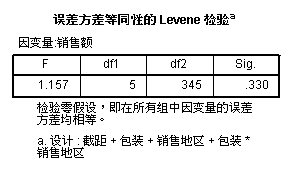 误差方差等同性的 Levene 检验a
因变量:销售额
F df1 df2 Sig.
1.157 5 345 .330
检验零假设，即在所有组中因变量的误差
方差均相等。
a. 设计 : 截距 + 包装 + 销售地区 + 包装 *
销售地区